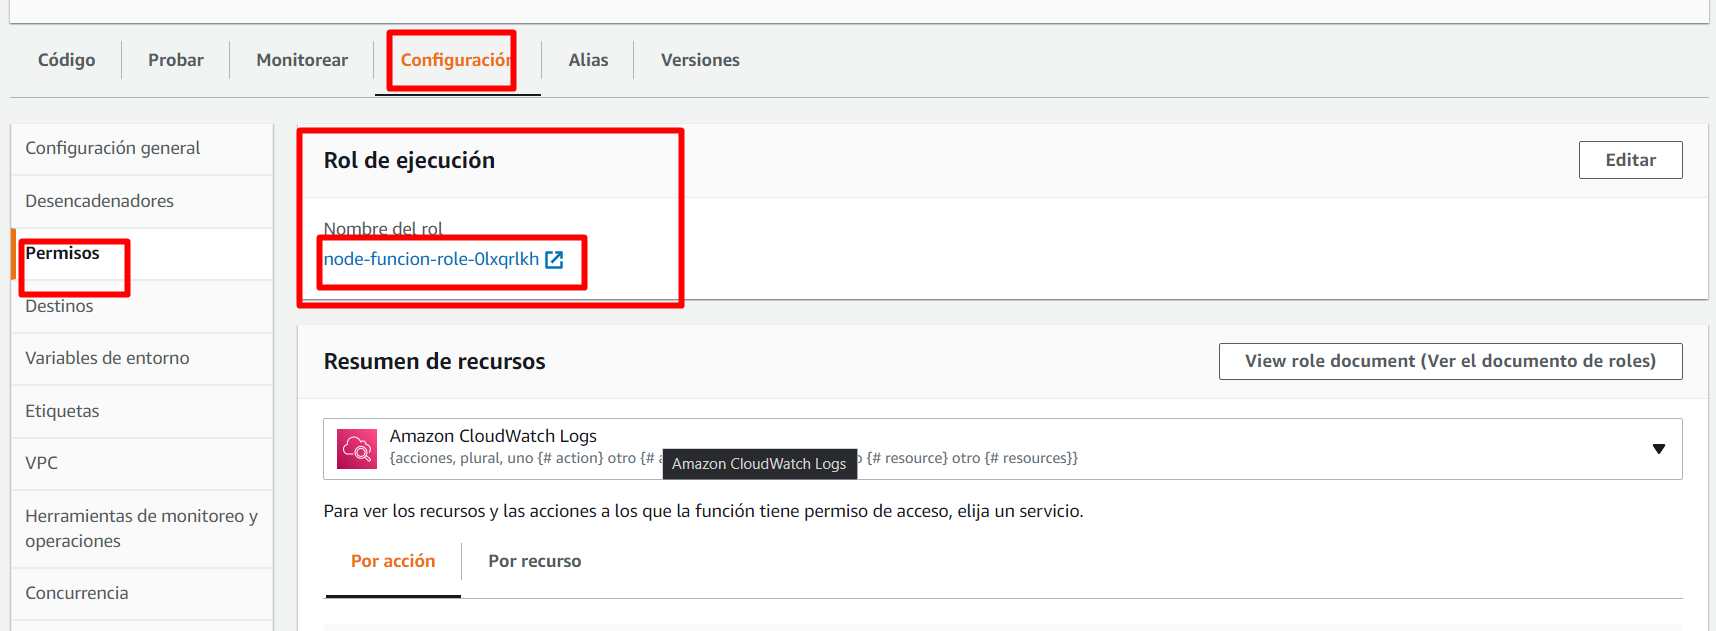 Código Probar Monitorear Configuración Alias Versiones
Configuración general
Desencadenadores
Permisos
Destinos
Variables de entorno
Etiquetas
VPC
Herramientas de monitoreo y
operaciones
Concurrencia
Rol de ejecución
Editar
Nombre del rol
node-funcion-role-0lxqrlkh
Resumen de recursos
View role document (Ver el documento de roles)
Amazon CloudWatch Logs
{acciones, plural, uno {# action} otro {# {# resource} otro {# resources}}
Amazon CloudWatch Logs
Para ver los recursos y las acciones a los que la función tiene permiso de acceso, elija un servicio.
Por acción Por recurso